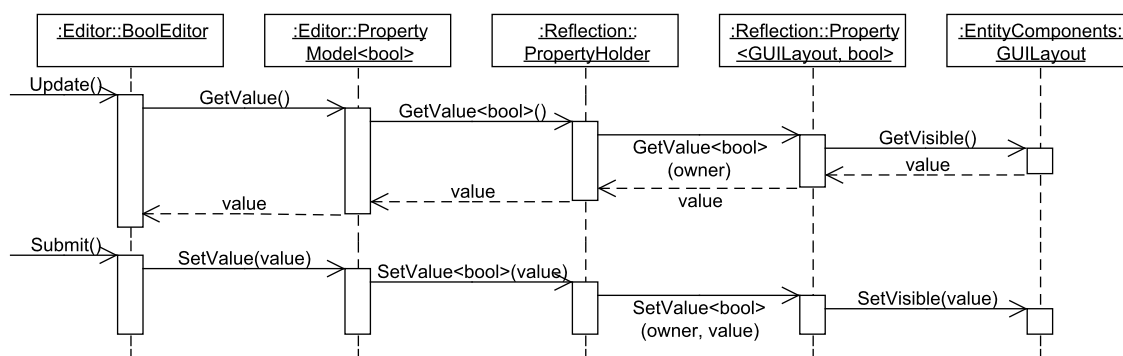 :Editor::BoolEditor
:Editor::Property
Model<bool>
:Reflection::
PropertyHolder
:Reflection::Property
<GUILayout, bool>
:EntityComponents:
GUILayout
Update()
GetValue()
GetValue<bool>()
GetValue<bool>
(owner)
GetVisible()
value
value
value
value
Submit()
SetValue(value)
SetValue<bool>(value)
SetValue<bool>
(owner, value)
SetVisible(value)